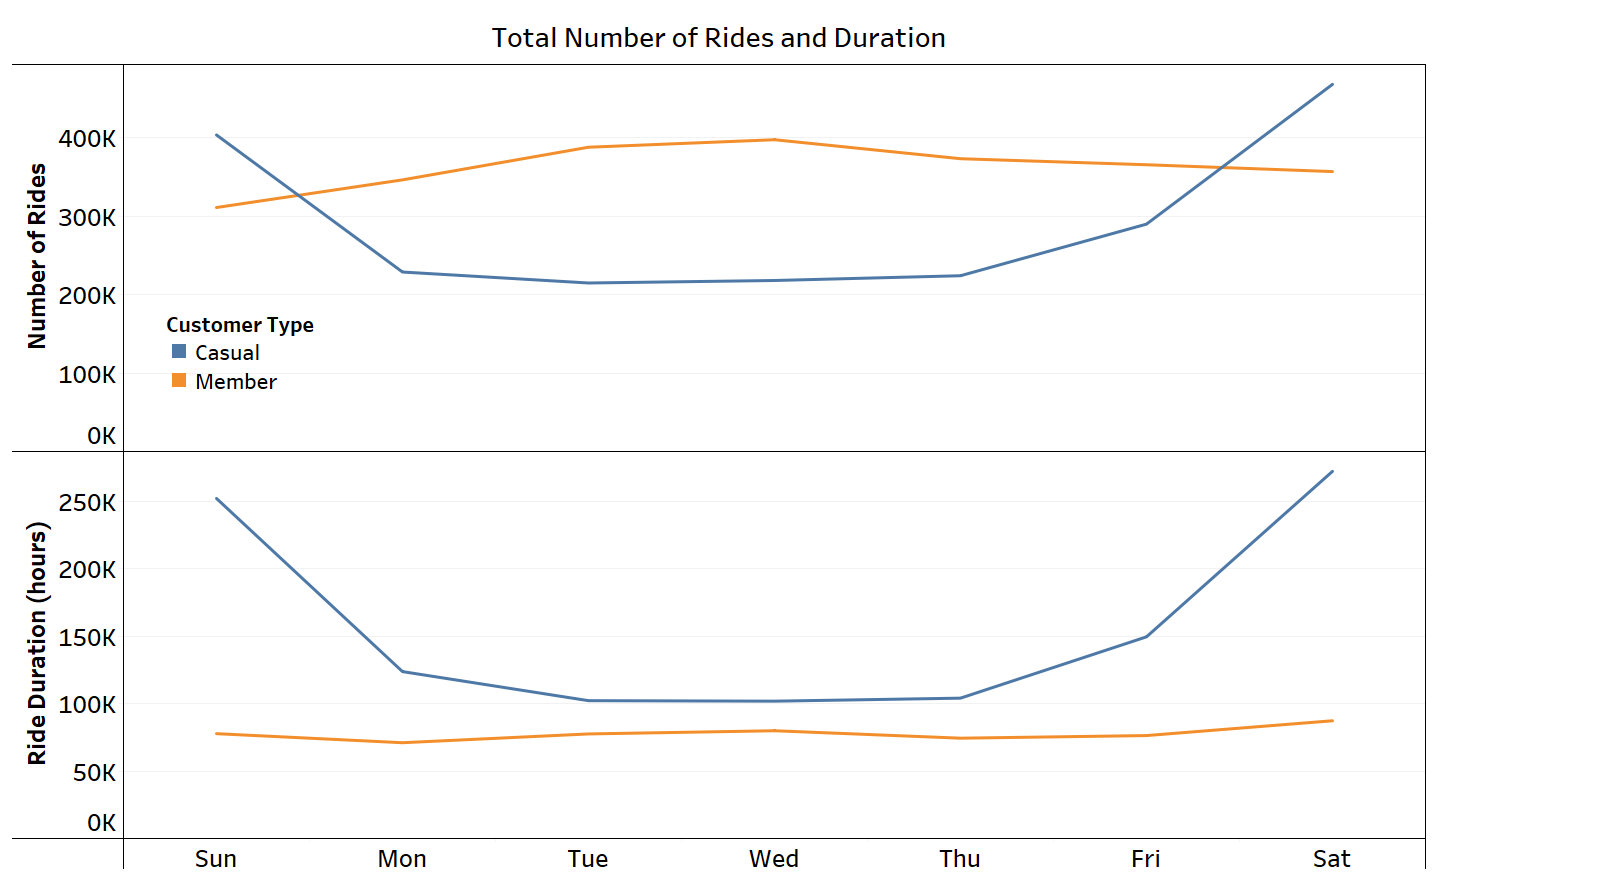 Total Number of Rides and Duration
Number of Rides
400K
300K
200K
100K
0K
Customer Type
Casual
Member
Ride Duration (hours)
250K
200K
150K
100K
50K
0K
Sun Mon Tue Wed Thu Fri Sat